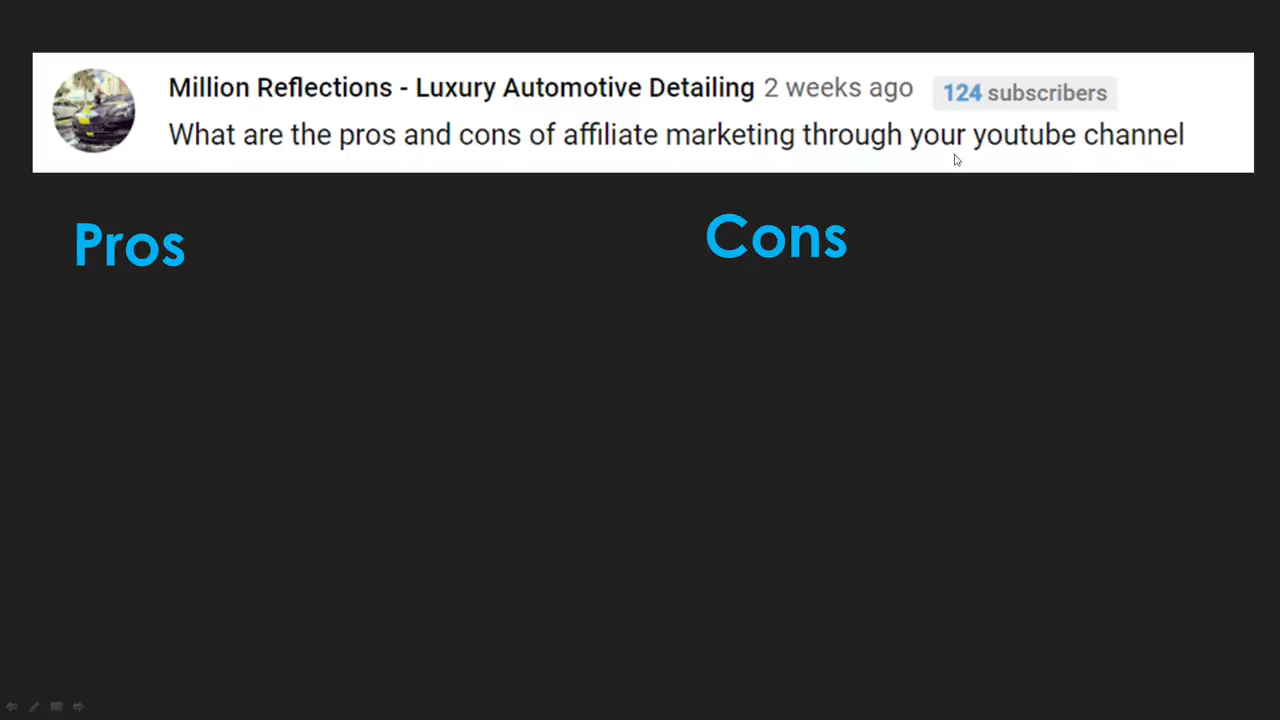 Million Reflections - Luxury Automotive Detailing 2 weeks ago 124 subscribers
What are the pros and cons of affiliate marketing through your youtube channel
Pros
Cons